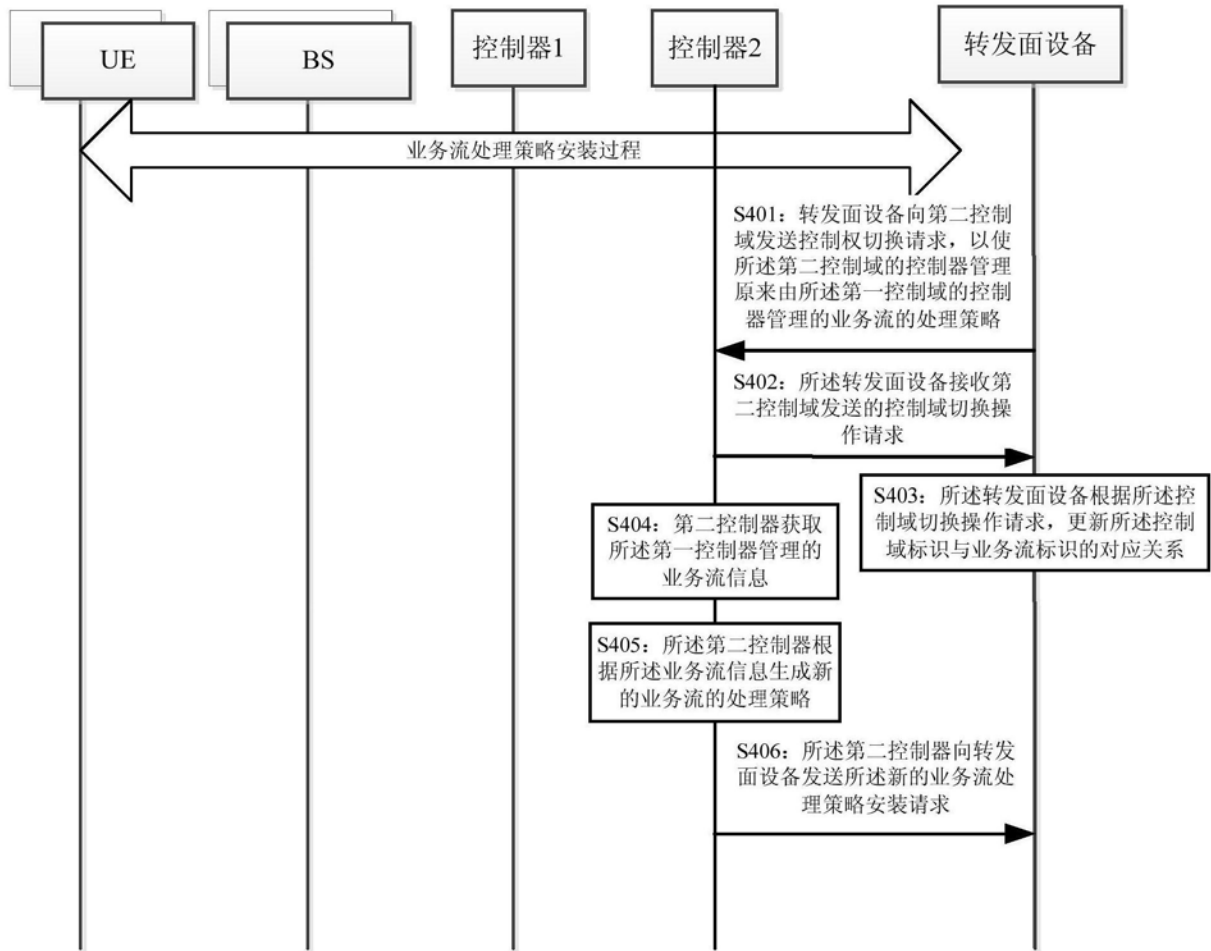 UE
BS
控制器1
控制器2
转发面设备
业务流处理策略安装过程
S401：转发面设备向第二控制
域发送控制权切换请求，以使
所述第二控制域的控制器管理
原来由所述第一控制域的控制
器管理的业务流的处理策略
S402：所述转发面设备接收第
二控制域发送的控制域切换操
作请求
S403：所述转发面设备根据所述控
制域切换操作请求，更新所述控制
域标识与业务流标识的对应关系
S404：第二控制器获取
所述第一控制器管理的
业务流信息
S405：所述第二控制器根
据所述业务流信息生成新
的业务流的处理策略
S406：所述第二控制器向转发
面设备发送所述新的业务流处
理策略安装请求